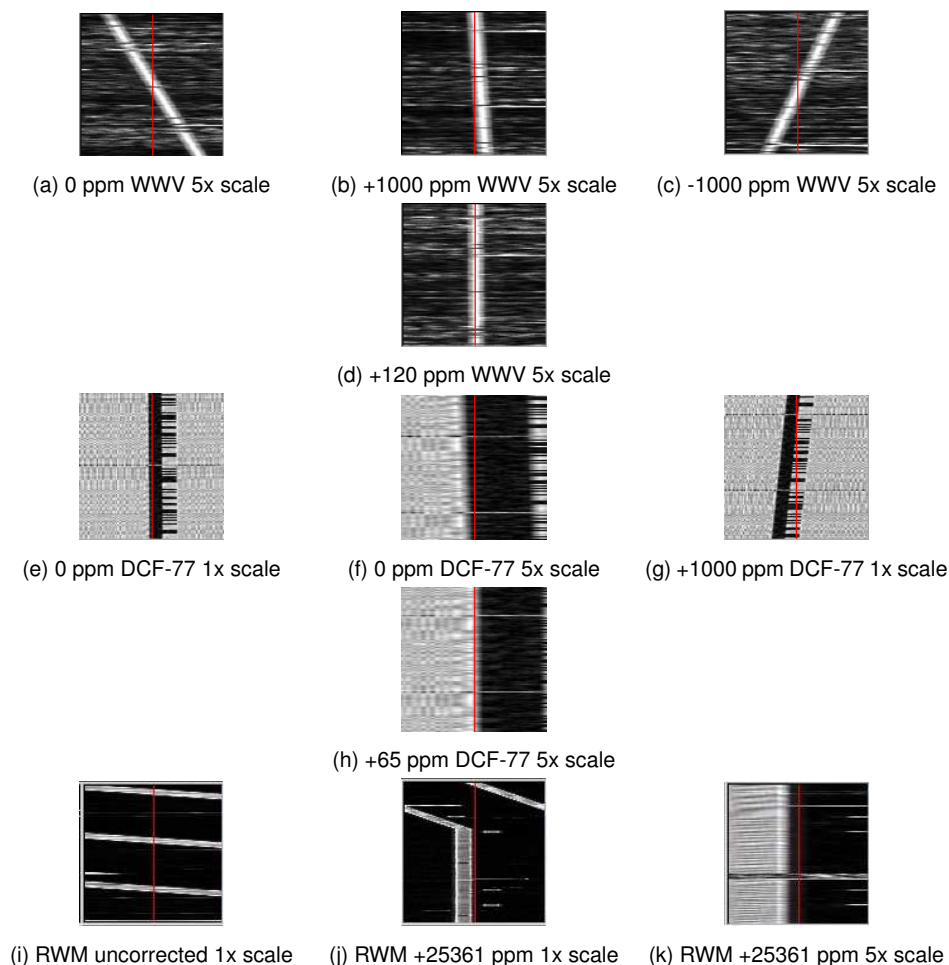 (a) 0 ppm WWV 5x scale
(b) +1000 ppm WWV 5x scale
(c) -1000 ppm WWV 5x scale
(d) +120 ppm WWV 5x scale
(e) 0 ppm DCF-77 1x scale
(f) 0 ppm DCF-77 5x scale
(g) +1000 ppm DCF-77 1x scale
(h) +65 ppm DCF-77 5x scale
(i) RWM uncorrected 1x scale
(j) RWM +25361 ppm 1x scale
(k) RWM +25361 ppm 5x scale